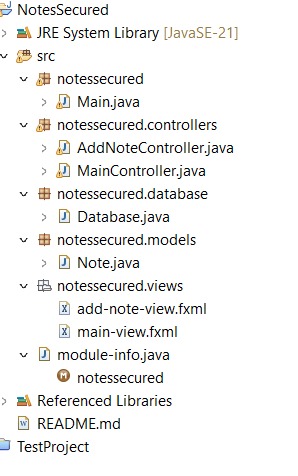 NotesSecured
JRE System Library [JavaSE-21]
src
notessecured
Main.java
notessecured.controllers
AddNoteController.java
MainController.java
notessecured.database
Database.java
notessecured.models
Note.java
notessecured.views
add-note-view.fxml
main-view.fxml
module-info.java
notessecured
Referenced Libraries
README.md
TestProject